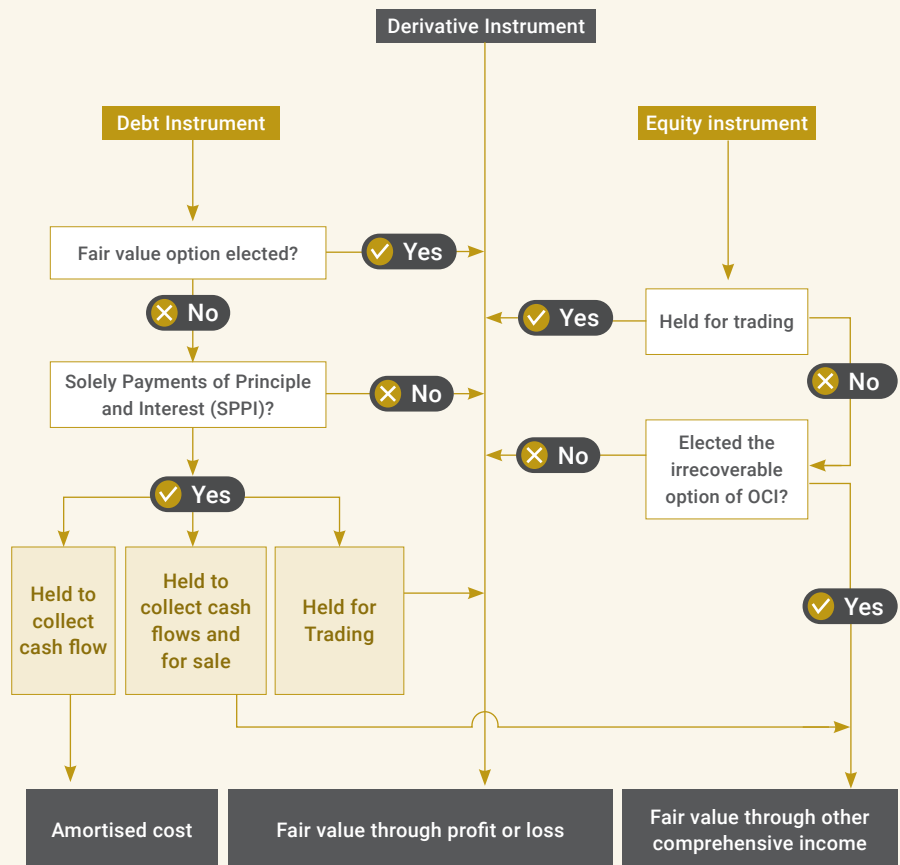 Derivative Instrument
Debt Instrument
Equity instrument
Fair value option elected?
Yes
No
Held for trading
Yes
No
Solely Payments of Principle
and Interest (SPPI)?
No
Elected the
irrecoverable
option of OCI?
No
Yes
Yes
Held to
collect
cash flow
Held to
collect cash
flows and
for sale
Held for
Trading
Amortised cost
Fair value through profit or loss
Fair value through other
comprehensive income